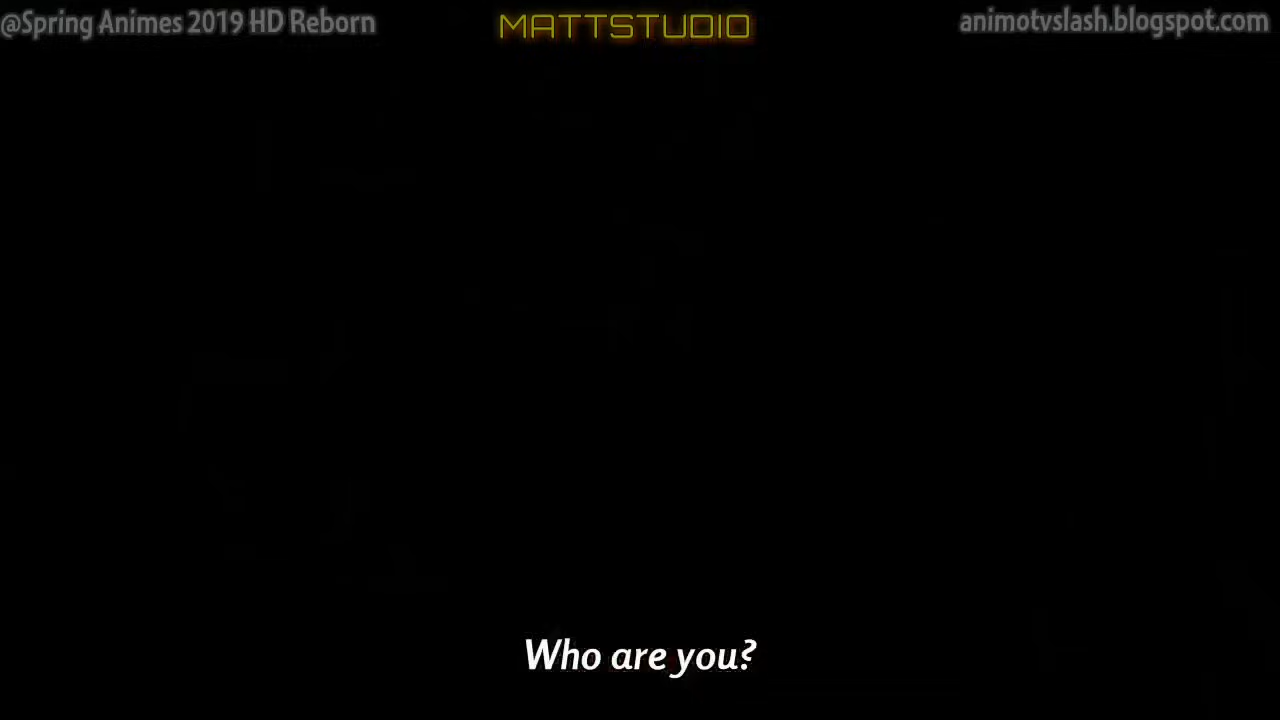 @Spring Animes 2019 HD Reborn
MATTSTUDIO
animotvslash.blogspot.com
Who are you?